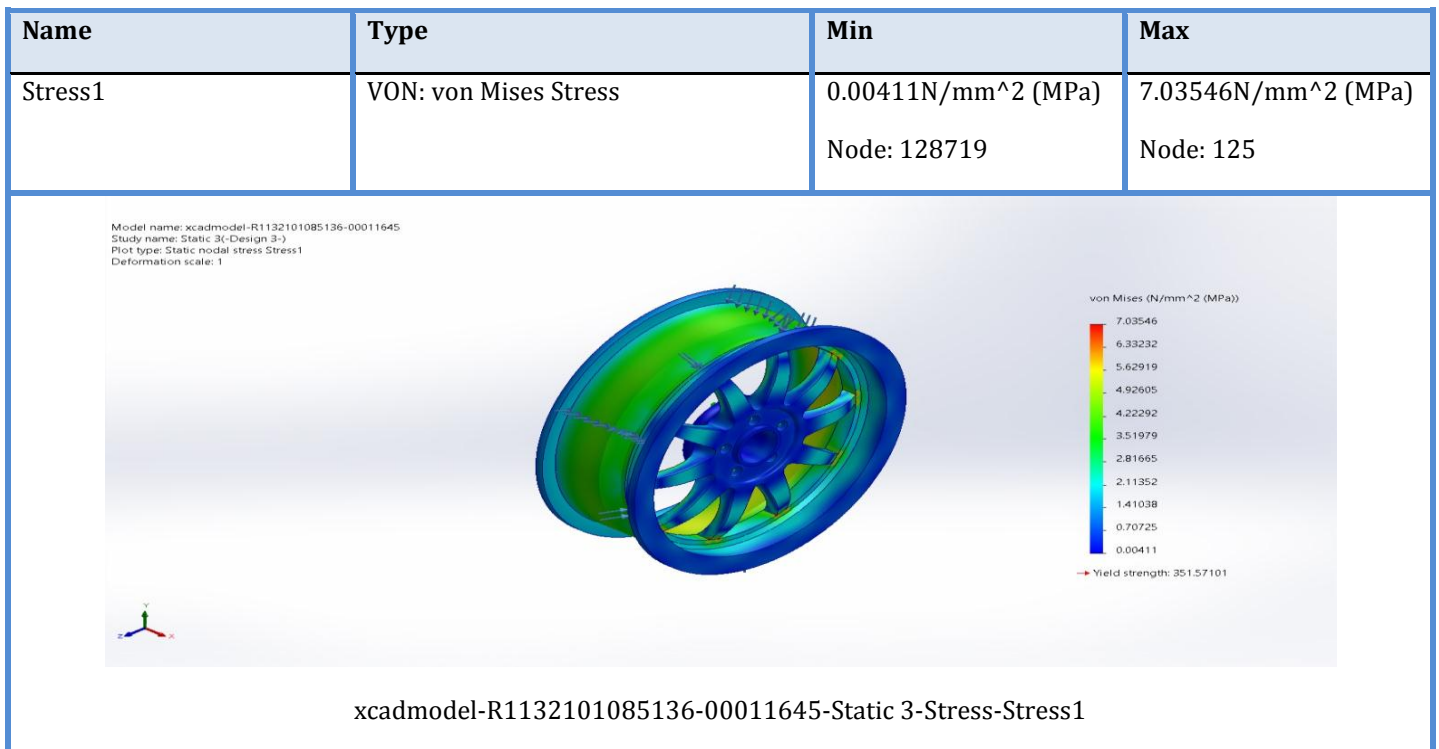 Name Type Min Max
Stress1 VON: von Mises Stress 0.00411N/mm^2 (MPa) 7.03546N/mm^2 (MPa)
Node: 128719 Node: 125
Model name: xcadmodel-R1132101085136-00011645
Study name: Static 3(-Design 3-)
Plot type: Static nodal stress Stress1
Deformation scale: 1
von Mises (N/mm^2 (MPa))
7.03546
6.33232
5.62919
4.92605
4.22292
3.51979
2.81665
2.11352
1.41038
0.70725
0.00411
Yield strength: 351.57101
Y
Z X
xcadmodel-R1132101085136-00011645-Static 3-Stress-Stress1